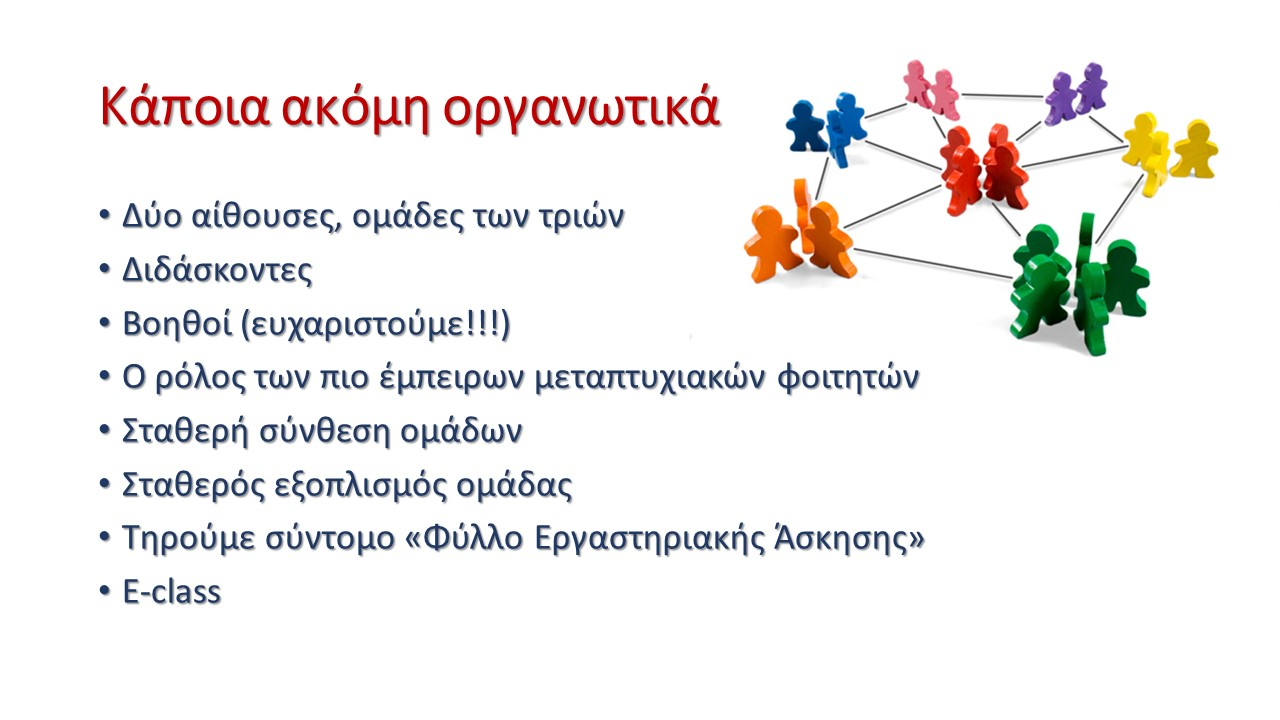 Κάποια ακόμη οργανωτικά
• Δύο αίθουσες, ομάδες των τριών
• Διδάσκοντες
• Βοηθοί (ευχαριστούμε!!!)
• Ο ρόλος των πιο έμπειρων μεταπτυχιακών φοιτητών
• Σταθερή σύνθεση ομάδων
• Σταθερός εξοπλισμός ομάδας
• Τηρούμε σύντομο «Φύλλο Εργαστηριακής Άσκησης»
• E-class